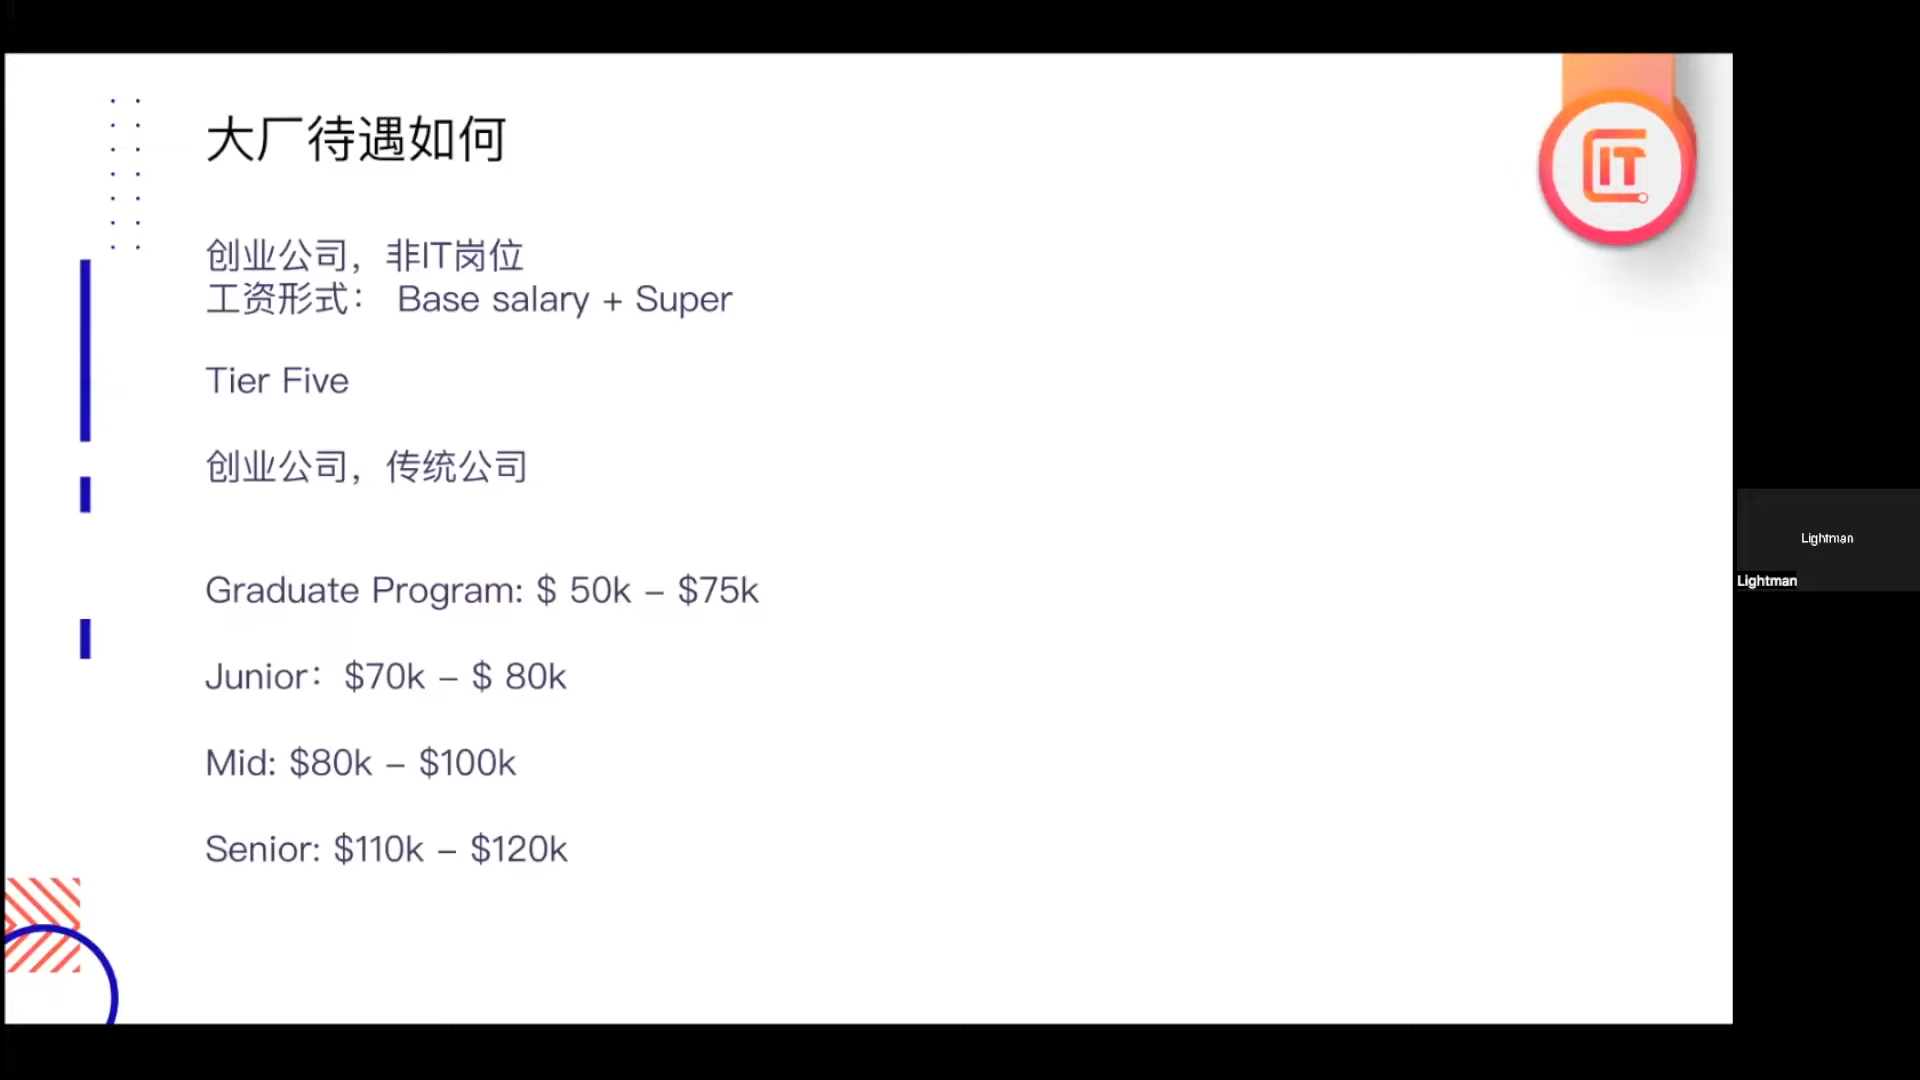 大厂待遇如何
IT
创业公司，非IT岗位
工资形式： Base salary + Super
Tier Five
创业公司，传统公司
Graduate Program: $ 50k – $75k
Junior：$70k – $ 80k
Mid: $80k – $100k
Senior: $110k – $120k
Lightman
Lightman